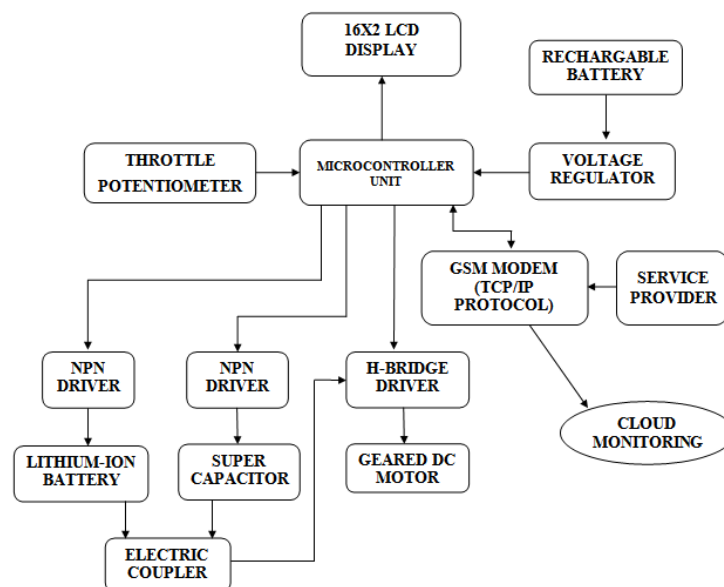 16X2 LCD
DISPLAY
RECHARGABLE
BATTERY
THROTTLE
POTENTIOMETER
MICROCONTROLLER
UNIT
VOLTAGE
REGULATOR
GSM MODEM
(TCP/IP
PROTOCOL)
SERVICE
PROVIDER
NPN
DRIVER
NPN
DRIVER
H-BRIDGE
DRIVER
CLOUD
MONITORING
LITHIUM-ION
BATTERY
SUPER
CAPACITOR
GEARED DC
MOTOR
ELECTRIC
COUPLER